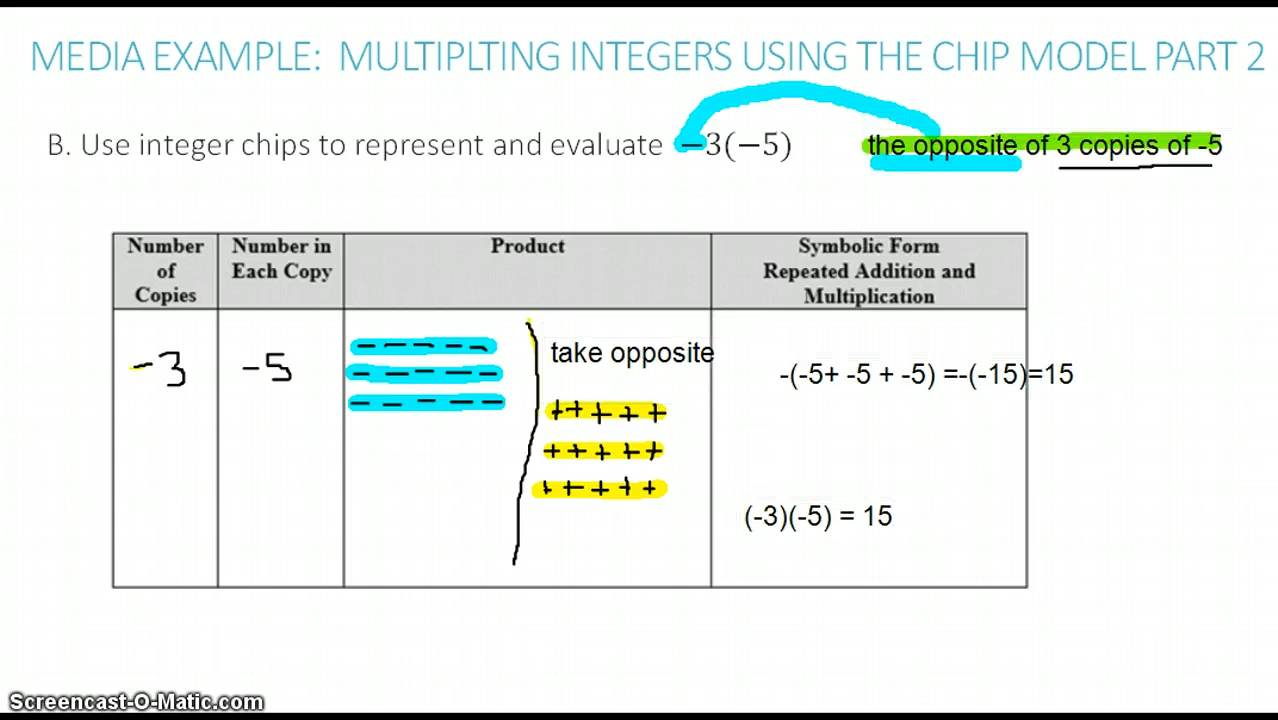 MEDIA EXAMPLE: MULTIPLTING INTEGERS USING THE CHIP MODEL PART 2
B. Use integer chips to represent and evaluate −3(−5)
the opposite of 3 copies of -5
Number of Copies
Number in Each Copy
Product
Symbolic Form
Repeated Addition and
Multiplication
-3
-5
- - - - -
- - - - -
- - - - -
take opposite
+ + + + +
+ + + + +
+ + + + +
-(-5+ -5 + -5) =-(-15)=15
(-3)(-5) = 15
Screencast-O-Matic.com